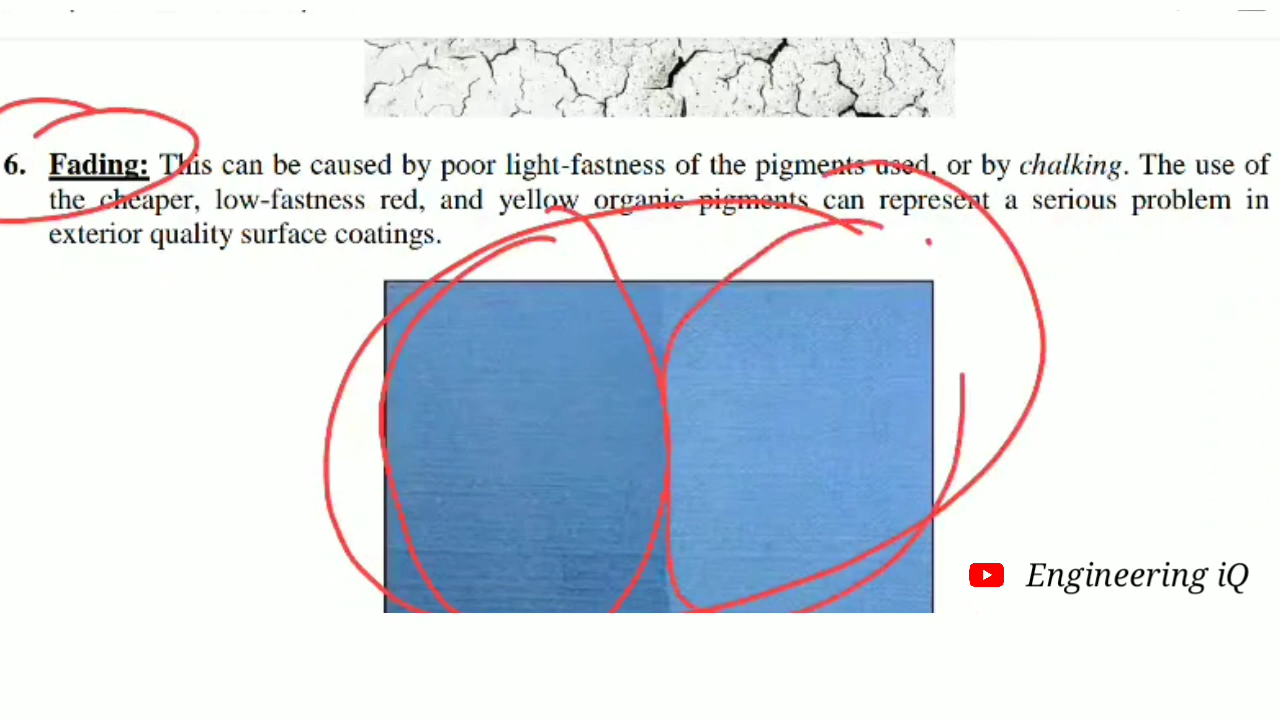 6. Fading: This can be caused by poor light-fastness of the pigments used, or by chalking. The use of
the cheaper, low-fastness red, and yellow organic pigments can represent a serious problem in
exterior quality surface coatings.
Engineering iQ